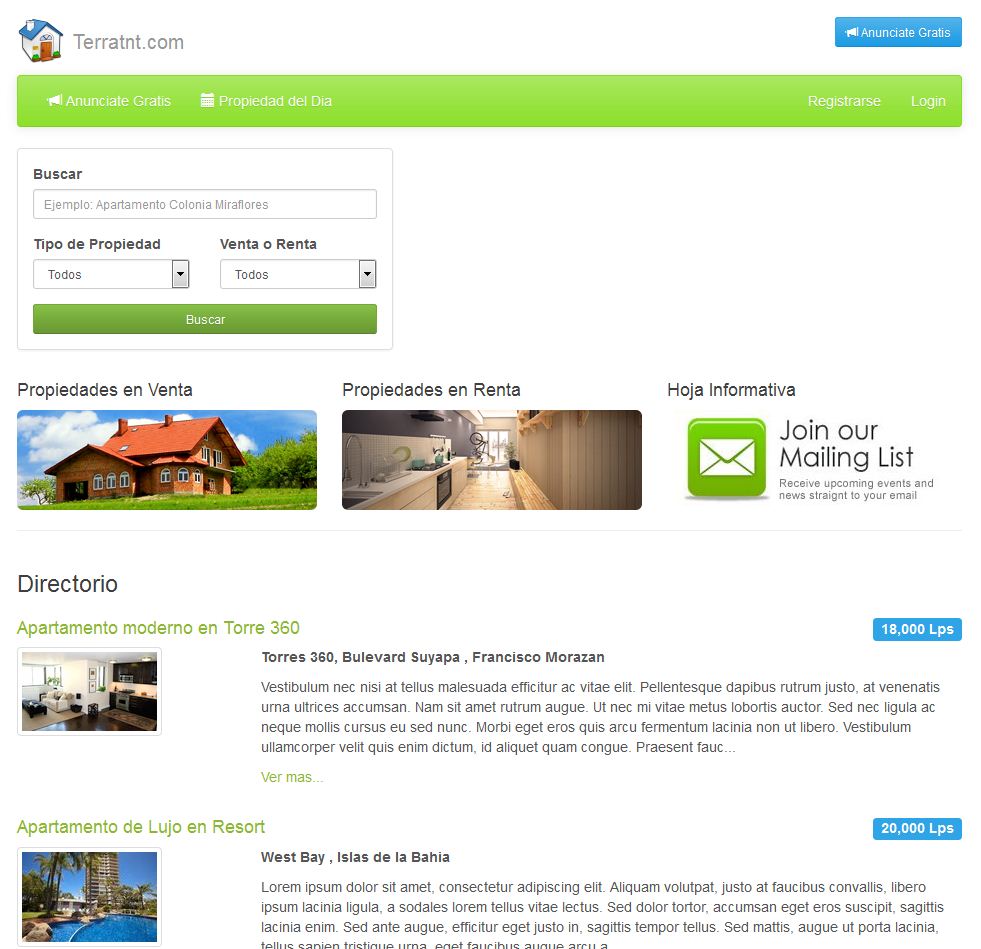 Terratnt.com
Anunciate Gratis
Anunciate Gratis
Propiedad del Dia
Registrarse
Login
Buscar
Ejemplo: Apartamento Colonia Miraflores
Tipo de Propiedad
Venta o Renta
Todos
Todos
Buscar
Propiedades en Venta
Propiedades en Renta
Hoja Informativa
Join our
Mailing List
Receive upcoming events and
news straignt to your email
Directorio
Apartamento moderno en Torre 360
18,000 Lps
Torres 360, Bulevard Suyapa , Francisco Morazan
Vestibulum nec nisi at tellus malesuada efficitur ac vitae elit. Pellentesque dapibus rutrum justo, at venenatis
urna ultrices accumsan. Nam sit amet rutrum augue. Ut nec mi vitae metus lobortis auctor. Sed nec ligula ac
neque mollis cursus eu sed nunc. Morbi eget eros quis arcu fermentum lacinia non ut libero. Vestibulum
ullamcorper velit quis enim dictum, id aliquet quam congue. Praesent fauc...
Ver mas...
Apartamento de Lujo en Resort
20,000 Lps
West Bay , Islas de la Bahia
Lorem ipsum dolor sit amet, consectetur adipiscing elit. Aliquam volutpat, justo at faucibus convallis, libero
ipsum lacinia ligula, a sodales lorem tellus vitae lectus. Sed dolor tortor, accumsan eget eros suscipit, sagittis
lacinia enim. Sed ante augue, efficitur eget justo in, sagittis tempor tellus. Sed mattis, augue ut porta lacinia,
tellus sapien tristique urna, eget faucibus augue arcu a